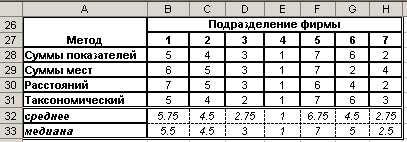 A B C D E F G H
26 Подразделение фирмы
27 Метод 1 2 3 4 5 6 7
28 Суммы показателей 5 4 3 1 7 6 2
29 Суммы мест 6 5 3 1 7 2 4
30 Расстояний 7 5 3 1 6 4 2
31 Таксономический 5 4 2 1 7 6 3
32 среднее 5.75 4.5 2.75 1 6.75 4.5 2.75
33 медиана 5.5 4.5 3 1 7 5 2.5